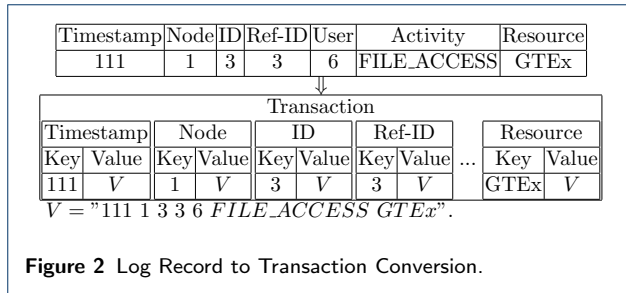 Timestamp Node ID Ref-ID User Activity Resource
111 1 3 3 6 FILE_ACCESS GTEx
⇓
Transaction
Timestamp Node ID Ref-ID Resource
Key Value Key Value Key Value Key Value ... Key Value
111 V 1 V 3 V 3 V GTEx V
V = "111 1 3 3 6 FILE_ACCESS GTEx".
Figure 2 Log Record to Transaction Conversion.